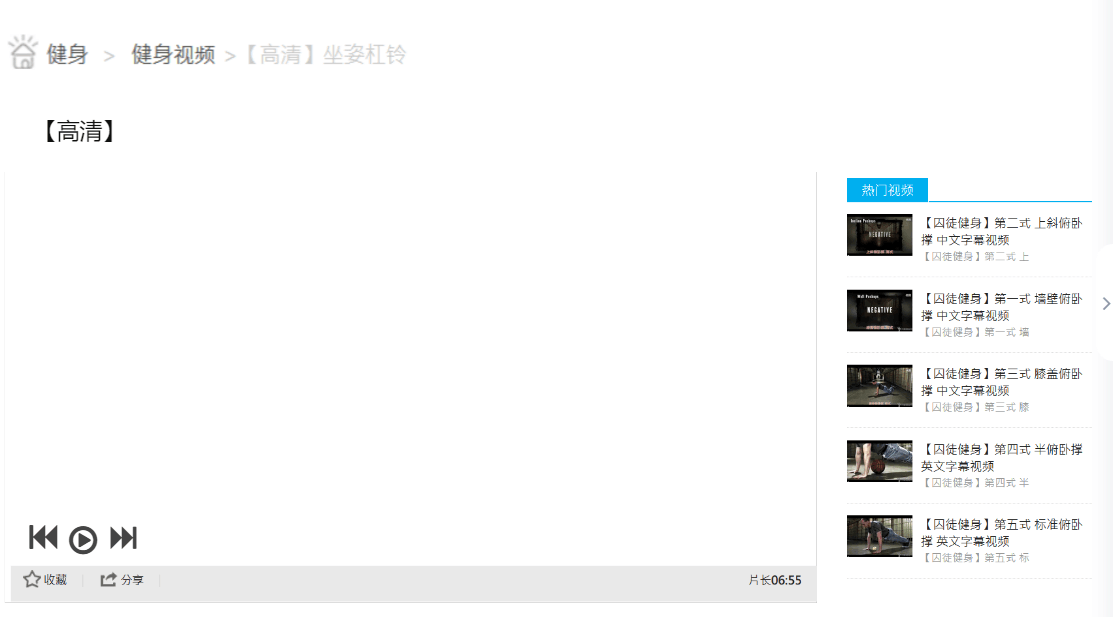 健身 > 健身视频 >【高清】坐姿杠铃
【高清】
热门视频
【囚徒健身】第二式 上斜俯卧
撑 中文字幕视频
【囚徒健身】第二式 上
【囚徒健身】第一式 墙壁俯卧
撑 中文字幕视频
【囚徒健身】第一式 墙
NEGATIVE
【囚徒健身】第三式 膝盖俯卧
撑 中文字幕视频
【囚徒健身】第三式 膝
【囚徒健身】第四式 半俯卧撑
英文字幕视频
【囚徒健身】第四式 半
【囚徒健身】第五式 标准俯卧
撑 英文字幕视频
【囚徒健身】第五式 标
收藏
分享
片长06:55